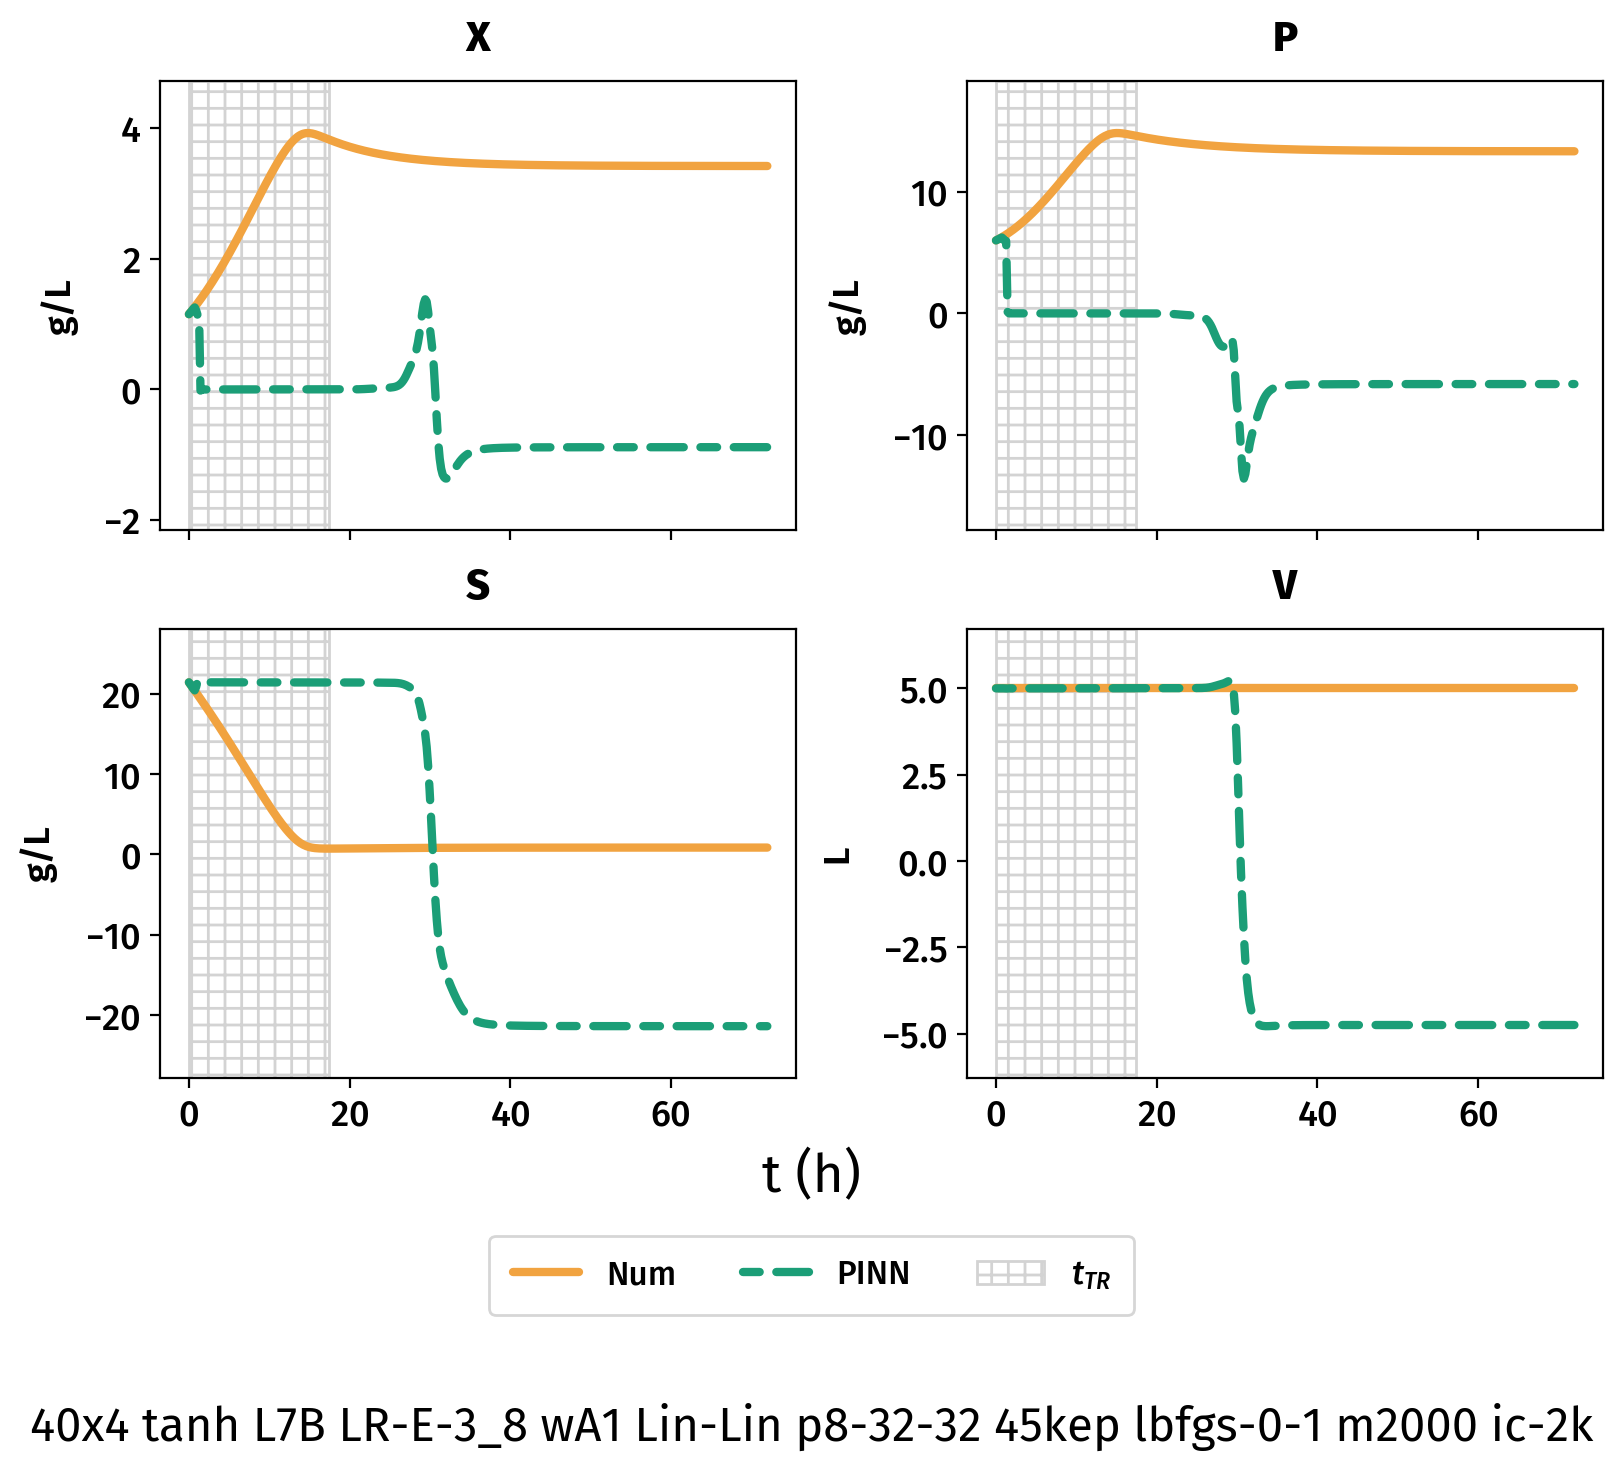 X
P
4
2
0
−2
g/L
10
0
−10
g/L
S
V
20
10
0
−10
−20
g/L
5.0
2.5
0.0
−2.5
−5.0
L
0 20 40 60
0 20 40 60
t (h)
Num PINN tTR
40x4 tanh L7B LR-E-3_8 wA1 Lin-Lin p8-32-32 45kep lbfgs-0-1 m2000 ic-2k